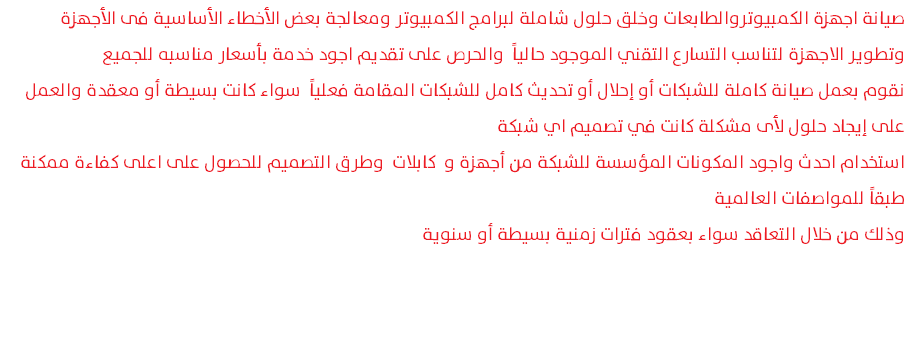 صيانة اجهزة الكمبيوتروالطابعات وخلق حلول شاملة لبرامج الكمبيوتر ومعالجة بعض الأخطاء الأساسية فى الأجهزة
وتطوير الاجهزة لتناسب التسارع التقني الموجود حالياً والحرص على تقديم اجود خدمة بأسعار مناسبه للجميع
نقوم بعمل صيانة كاملة للشبكات أو إحلال أو تحديث كامل للشبكات المقامة فعلياً سواء كانت بسيطة أو معقدة والعمل
على إيجاد حلول لأى مشكلة كانت في تصميم اي شبكة
استخدام احدث واجود المكونات المؤسسة للشبكة من أجهزة و كابلات وطرق التصميم للحصول على اعلى كفاءة ممكنة
طبقاً للمواصفات العالمية
وذلك من خلال التعاقد سواء بعقود فترات زمنية بسيطة أو سنوية